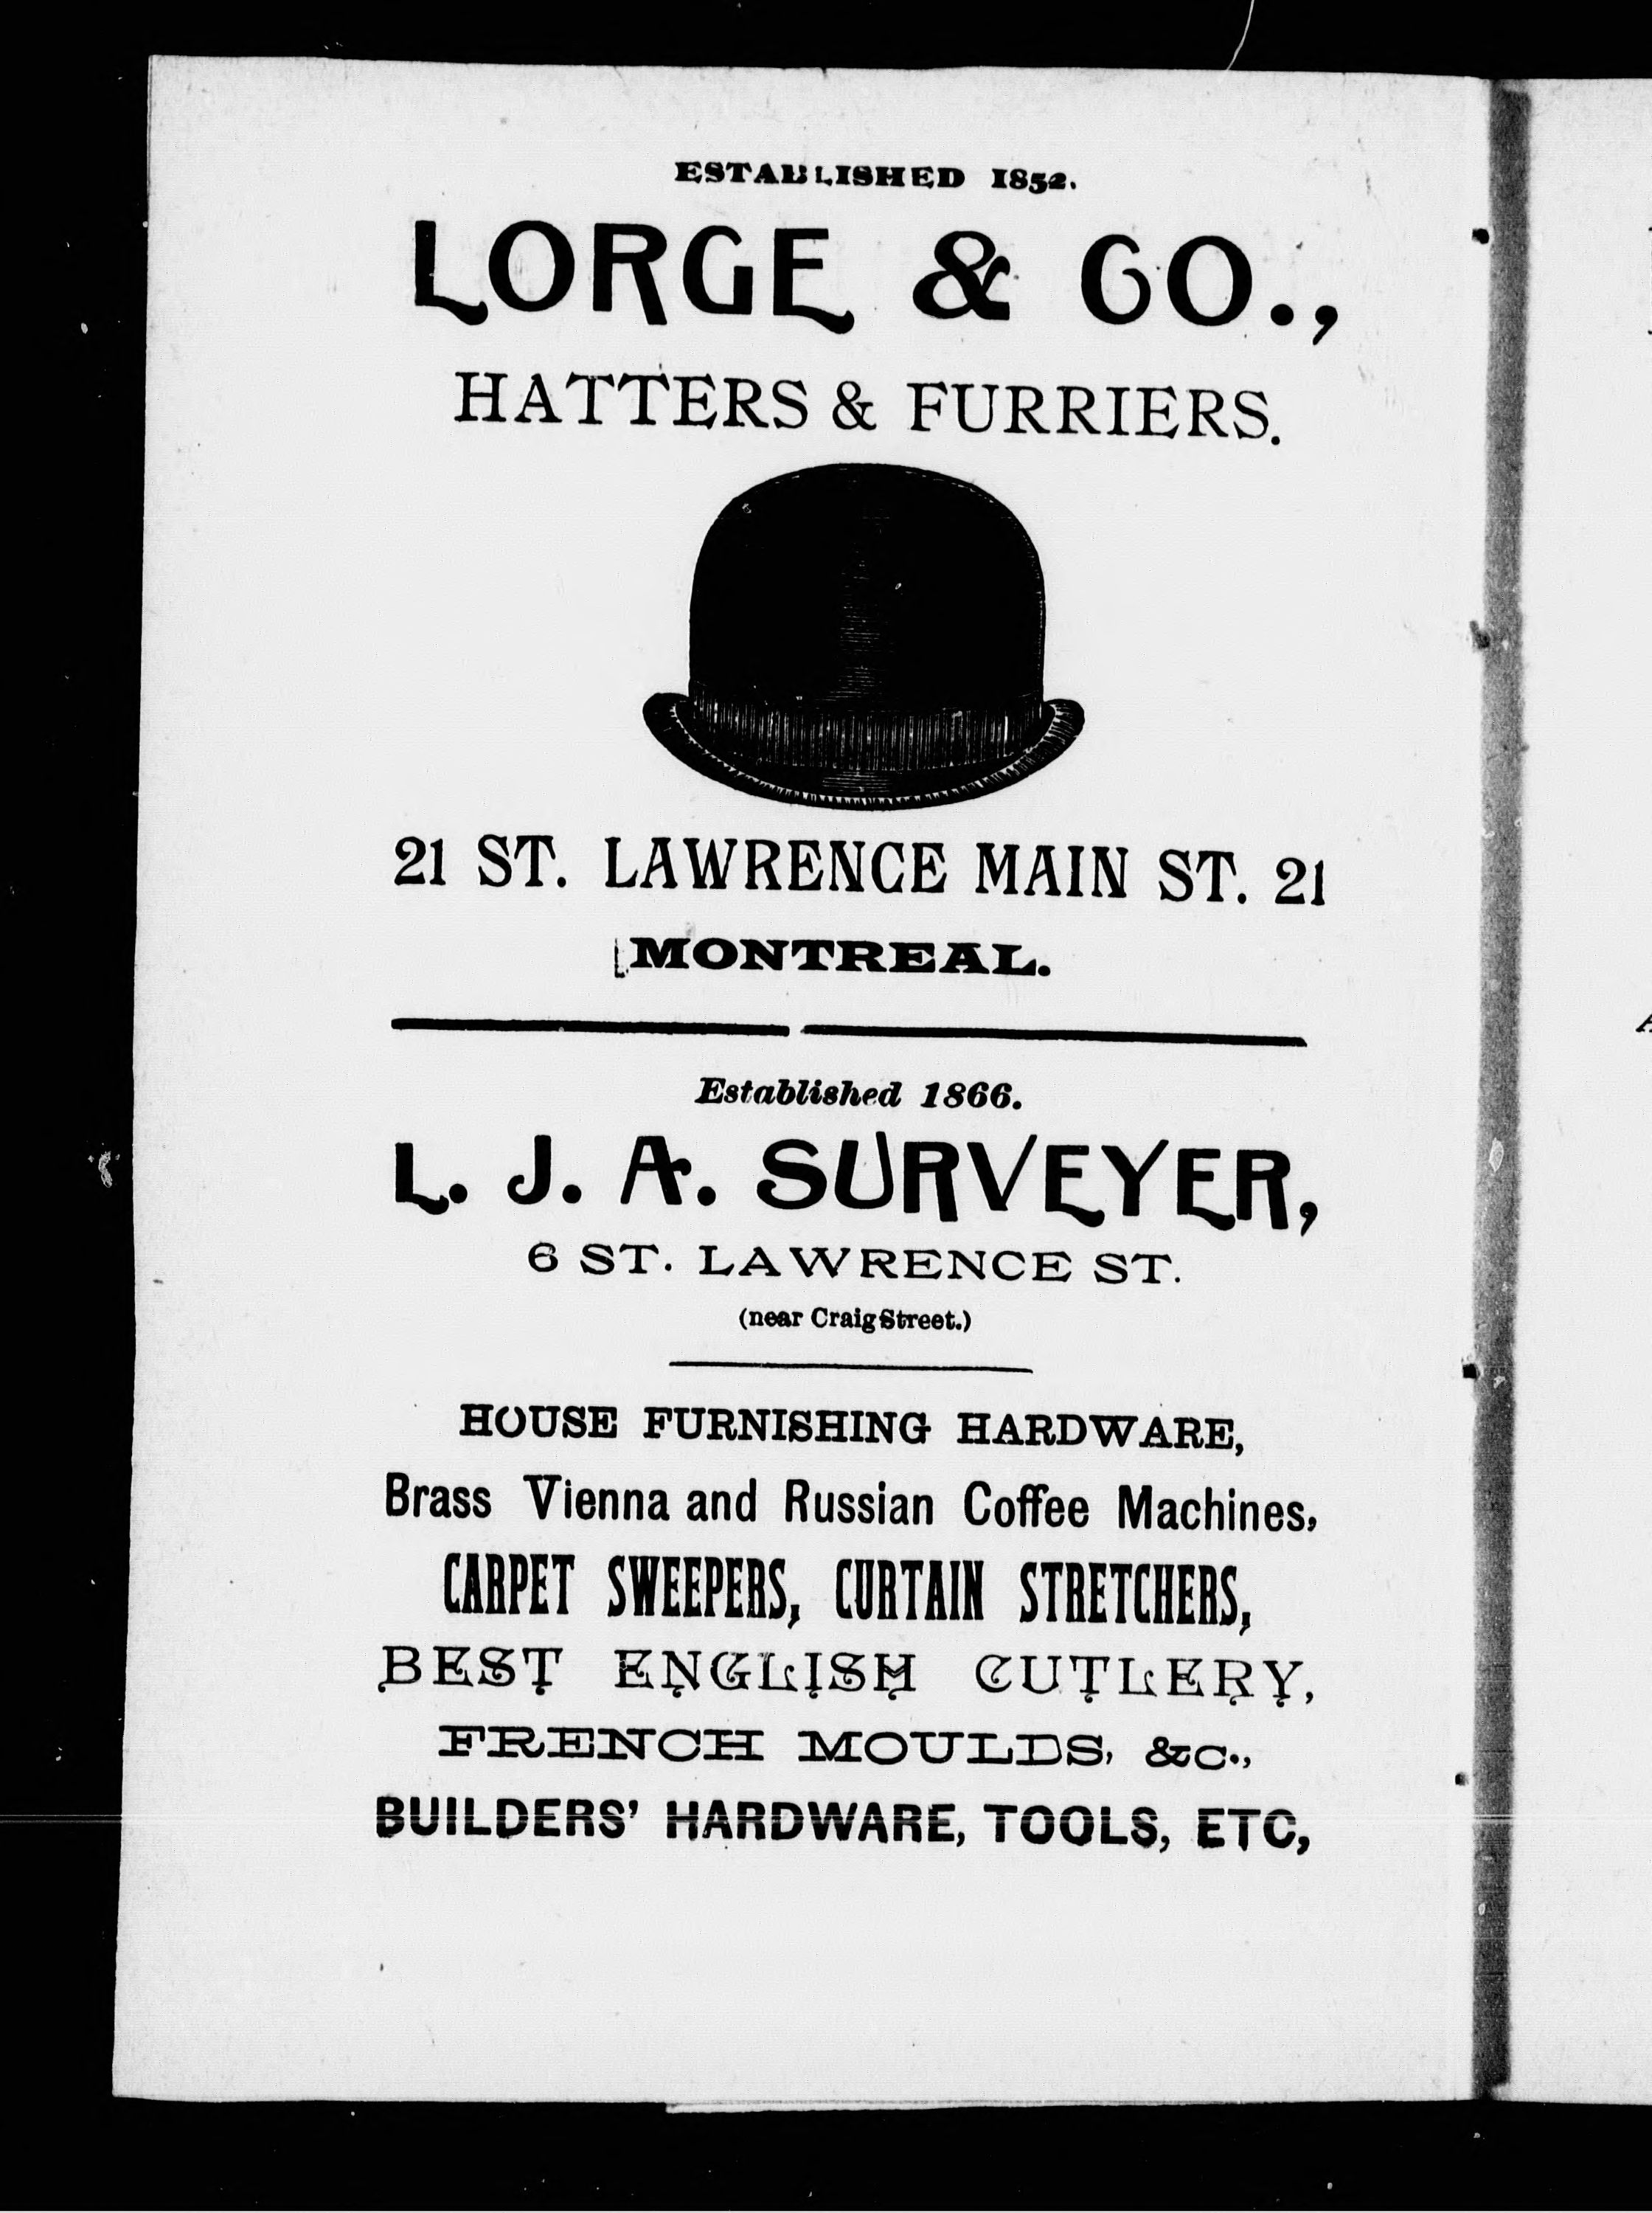 ESTABLISHED 1852.
LORGE & CO.,
HATTERS & FURRIERS.
21 ST. LAWRENCE MAIN ST. 21
MONTREAL.
Established 1866.
L. J. A. SURVEYER,
6 ST. LAWRENCE ST.
(near Craig Street.)
HOUSE FURNISHING HARDWARE,
Brass Vienna and Russian Coffee Machines,
CARPET SWEEPERS, CURTAIN STRETCHERS,
BEST ENGLISH CUTLERY,
FRENCH MOULDS, &c.,
BUILDERS' HARDWARE, TOOLS, ETC,